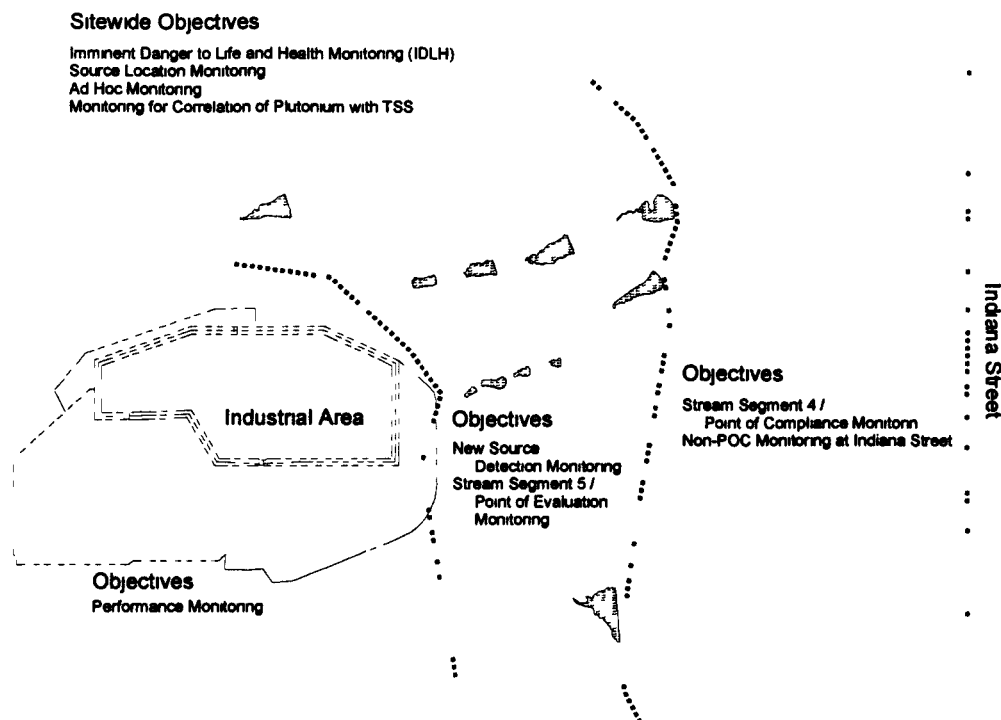 Sitewide Objectives
Imminent Danger to Life and Health Monitoring (IDLH)
Source Location Monitoring
Ad Hoc Monitoring
Monitoring for Correlation of Plutonium with TSS
Indiana Street
Industrial Area
Objectives
New Source
Detection Monitoring
Stream Segment 5 /
Point of Evaluation
Monitoring
Objectives
Stream Segment 4 /
Point of Compliance Monitorin
Non-POC Monitoring at Indiana Street
Objectives
Performance Monitoring